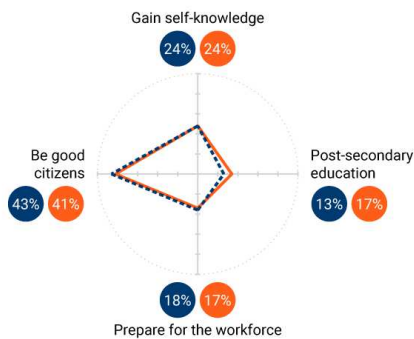 Gain self-knowledge
24% 24%
Be good
citizens
43% 41%
Post-secondary
education
13% 17%
18% 17%
Prepare for the workforce